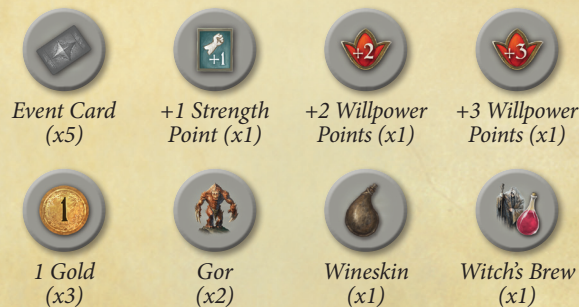 +1
+2
+3
Event Card
(x5)
+1 Strength
Point (x1)
+2 Willpower
Points (x1)
+3 Willpower
Points (x1)
1
1 Gold
(x3)
Gor
(x2)
Wineskin
(x1)
Witch's Brew
(x1)